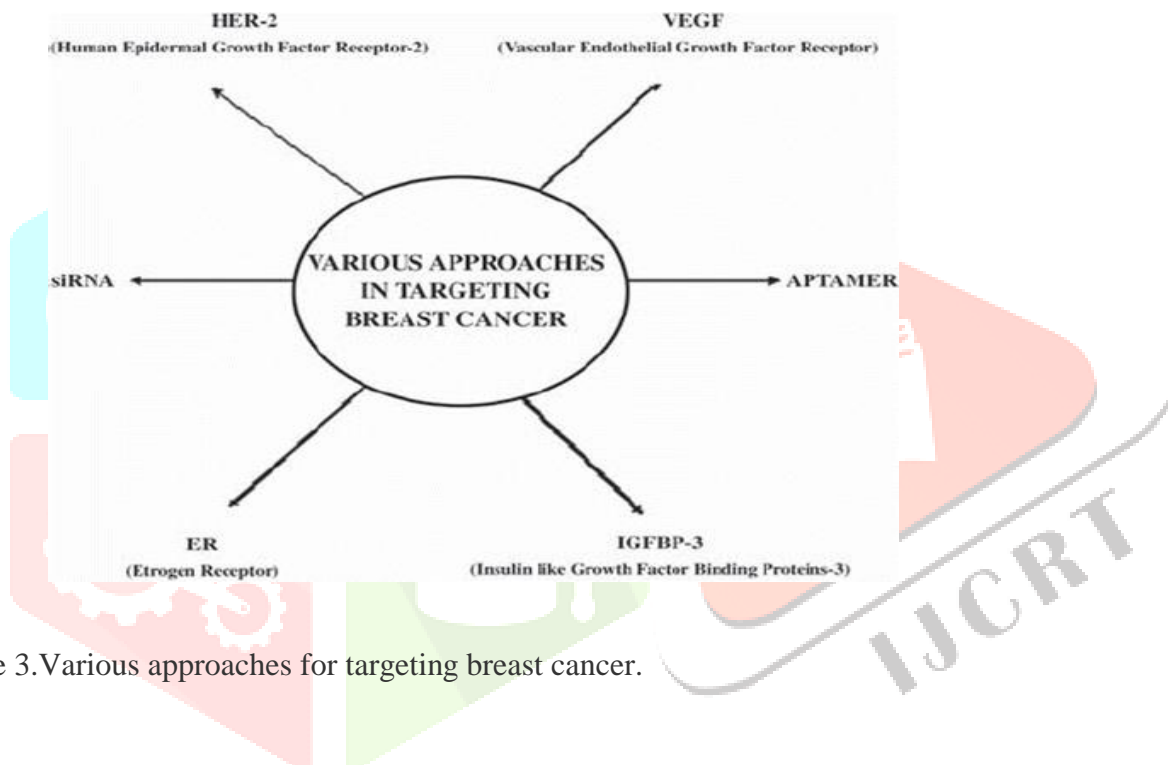 HER-2
(Human Epidermal Growth Factor Receptor-2)
VEGF
(Vascular Endothelial Growth Factor Receptor)
siRNA
VARIOUS APPROACHES
IN TARGETING
BREAST CANCER
APTAMER
ER
(Etrogen Receptor)
IGFBP-3
(Insulin like Growth Factor Binding Proteins-3)
e 3.Various approaches for targeting breast cancer.
IJCRT